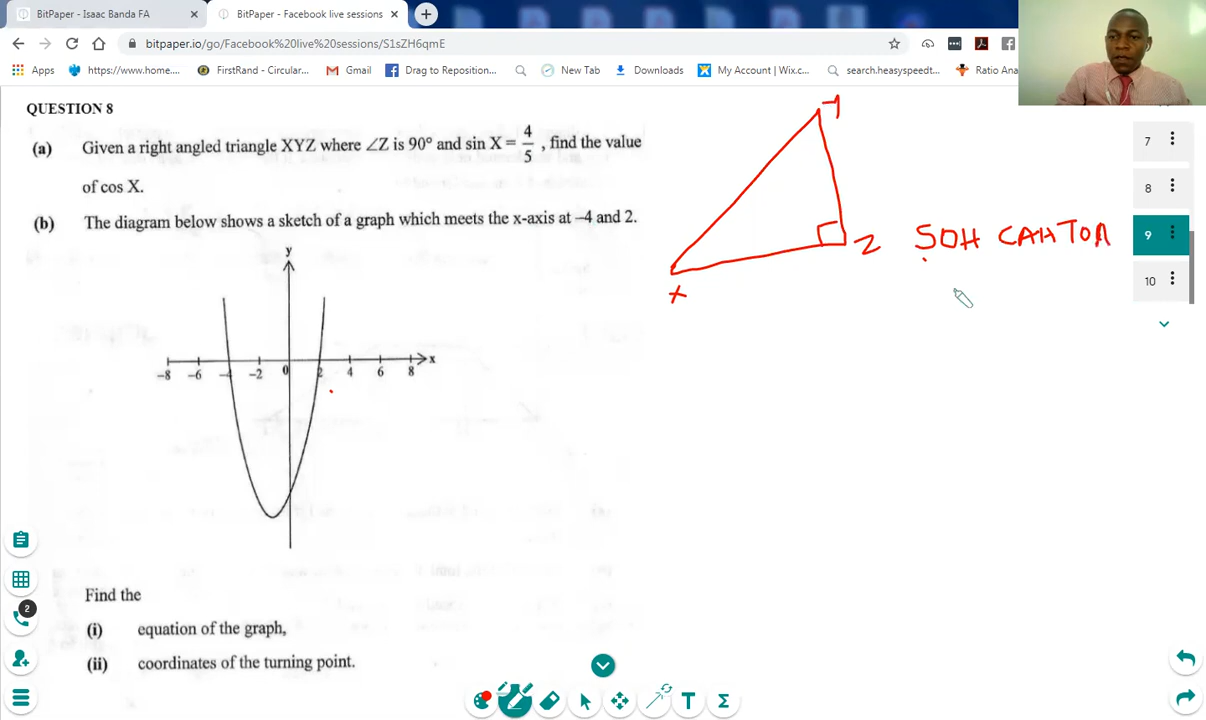 BitPaper - Isaac Banda FA
BitPaper - Facebook live sessions
bitpaper.io/go/Facebook%20live%20sessions/S1sZH6qmE
Apps
https://www.home....
FirstRand - Circular...
Gmail
Drag to Reposition...
New Tab
Downloads
My Account | Wix.c...
search.heasyspeedt...
Ratio Ana
QUESTION 8
(a) Given a right angled triangle XYZ where ∠Z is 90° and sin X = 4/5 , find the value
of cos X.
(b) The diagram below shows a sketch of a graph which meets the x-axis at –4 and 2.
y
–8 –6 –4 –2 0 2 4 6 8 x
Find the
(i) equation of the graph,
(ii) coordinates of the turning point.
Y
Z
X
SOH CAH TOA
7
8
9
10
2
T
Σ